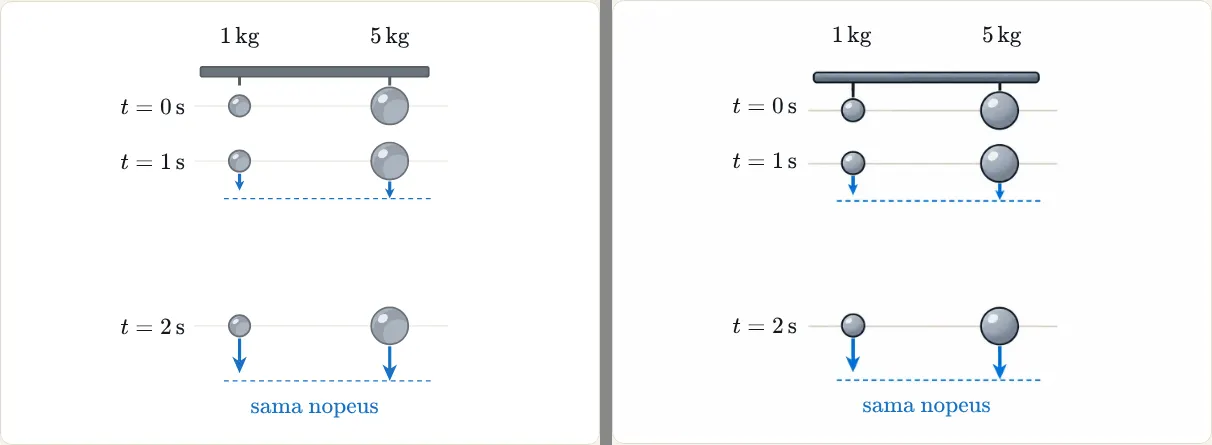 1 kg 5 kg
t = 0 s
t = 1 s
t = 2 s
sama nopeus
1 kg 5 kg
t = 0 s
t = 1 s
t = 2 s
sama nopeus